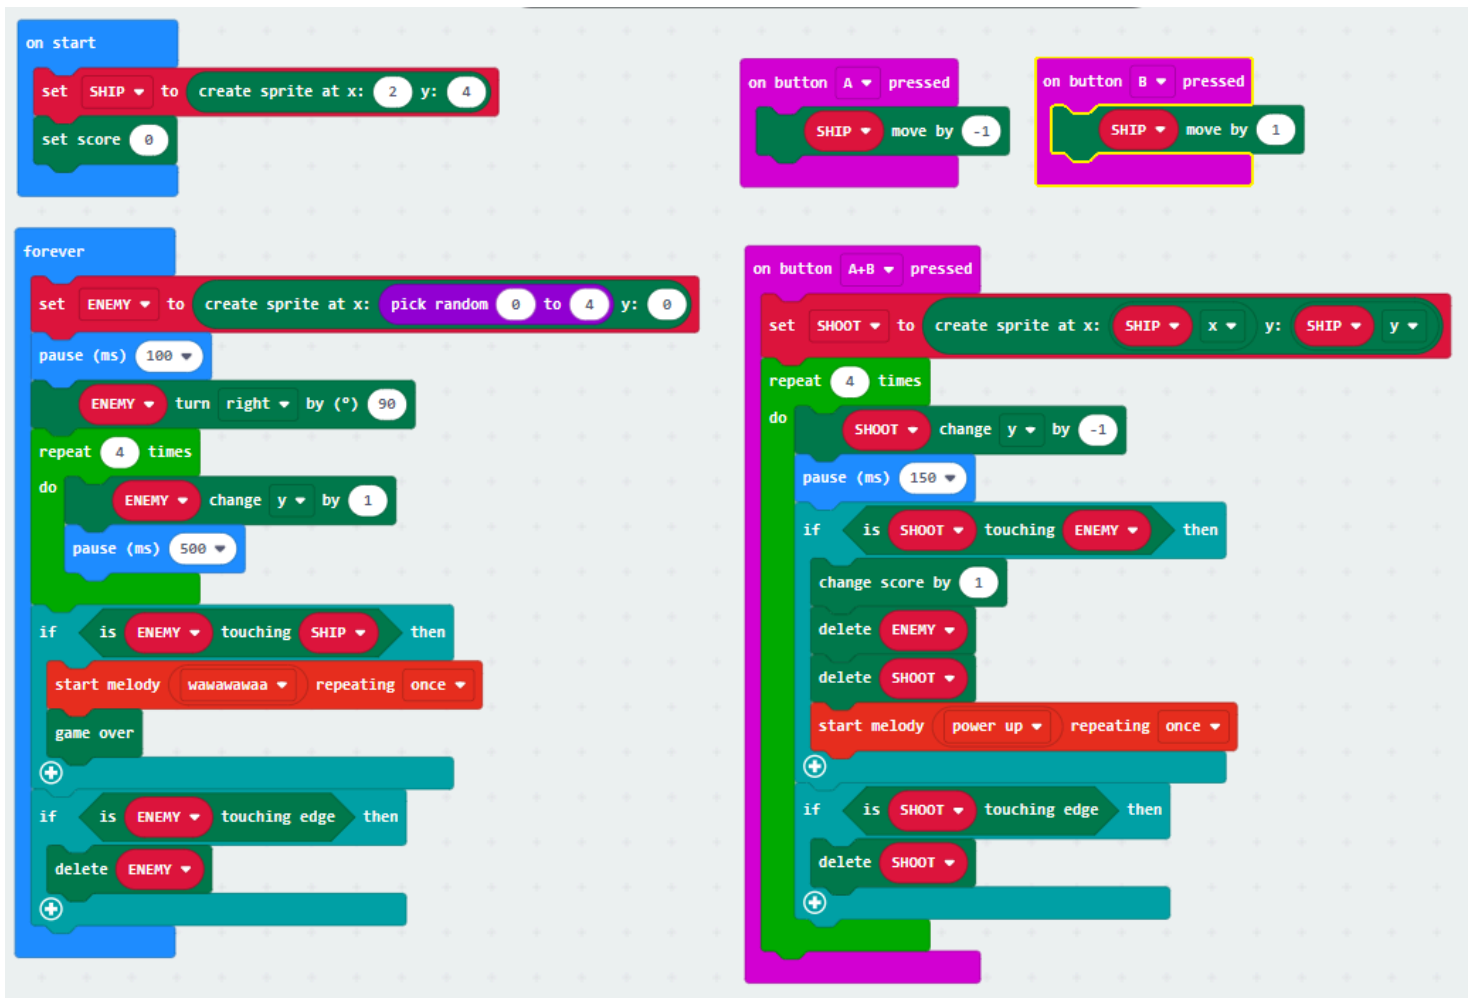 on start
set SHIP to create sprite at x: 2 y: 4
set score 0
on button A pressed
SHIP move by -1
on button B pressed
SHIP move by 1
forever
set ENEMY to create sprite at x: pick random 0 to 4 y: 0
pause (ms) 100
ENEMY turn right by (°) 90
repeat 4 times
do
ENEMY change y by 1
pause (ms) 500
if is ENEMY touching SHIP then
start melody wawawawaa repeating once
game over
if is ENEMY touching edge then
delete ENEMY
on button A+B pressed
set SHOOT to create sprite at x: SHIP x y: SHIP y
repeat 4 times
do
SHOOT change y by -1
pause (ms) 150
if is SHOOT touching ENEMY then
change score by 1
delete ENEMY
delete SHOOT
start melody power up repeating once
if is SHOOT touching edge then
delete SHOOT